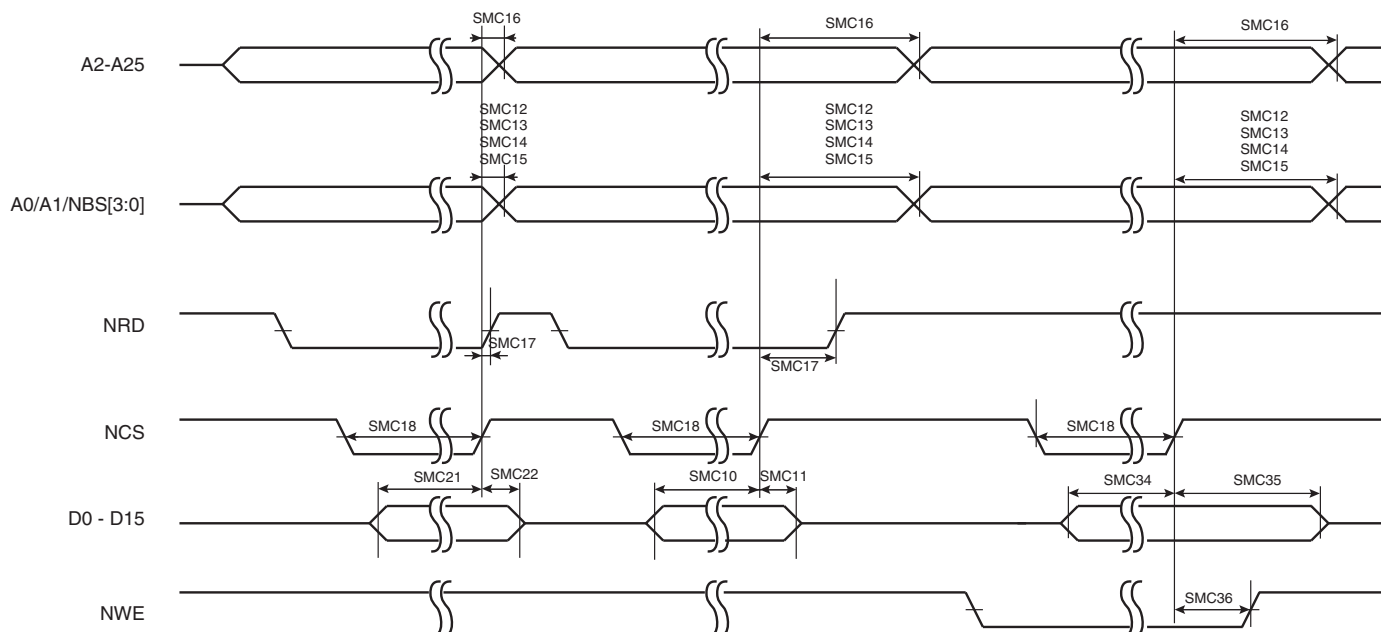 SMC16
SMC16
SMC16
A2-A25
SMC12
SMC13
SMC14
SMC15
SMC12
SMC13
SMC14
SMC15
SMC12
SMC13
SMC14
SMC15
A0/A1/NBS[3:0]
NRD
SMC17
SMC17
NCS
SMC18
SMC18
SMC18
SMC21
SMC22
SMC10
SMC11
SMC34
SMC35
D0 - D15
NWE
SMC36